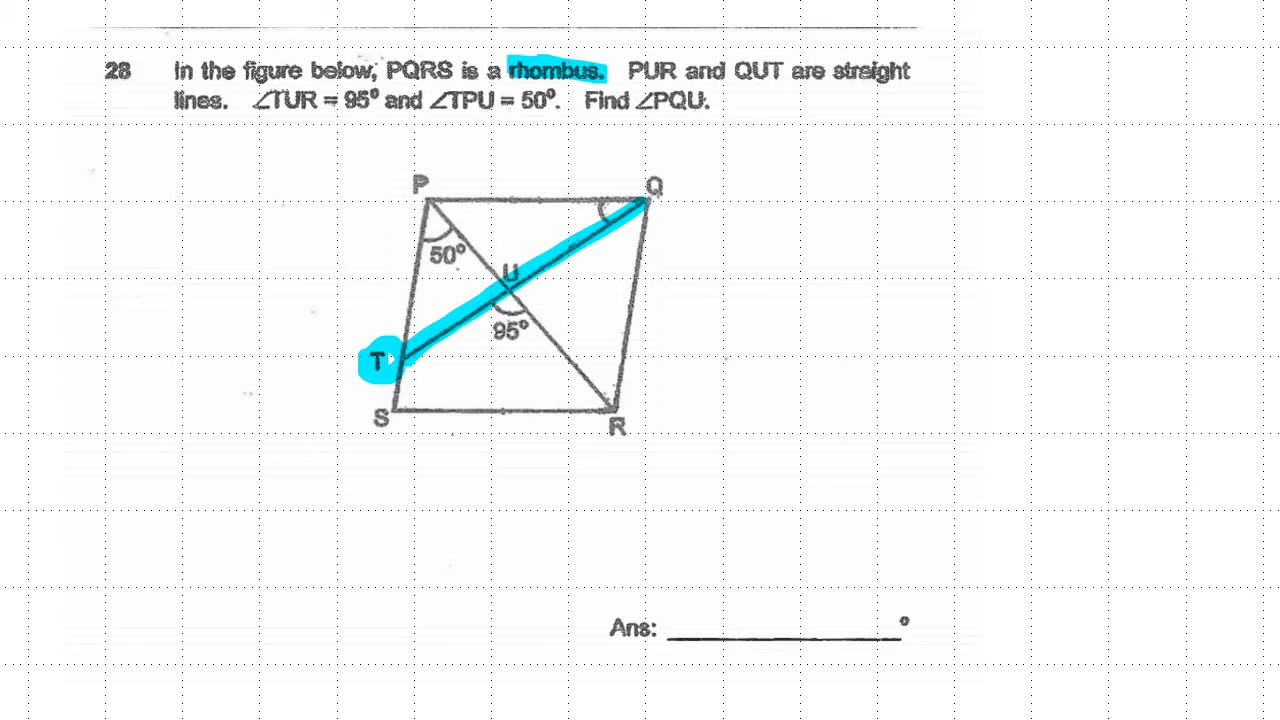 28 In the figure below, PQRS is a rhombus. PUR and QUT are straight
lines. ∠TUR = 95° and ∠TPU = 50°. Find ∠PQU.
P
Q
50°
U
95°
T
S
R
Ans: ____________________ °